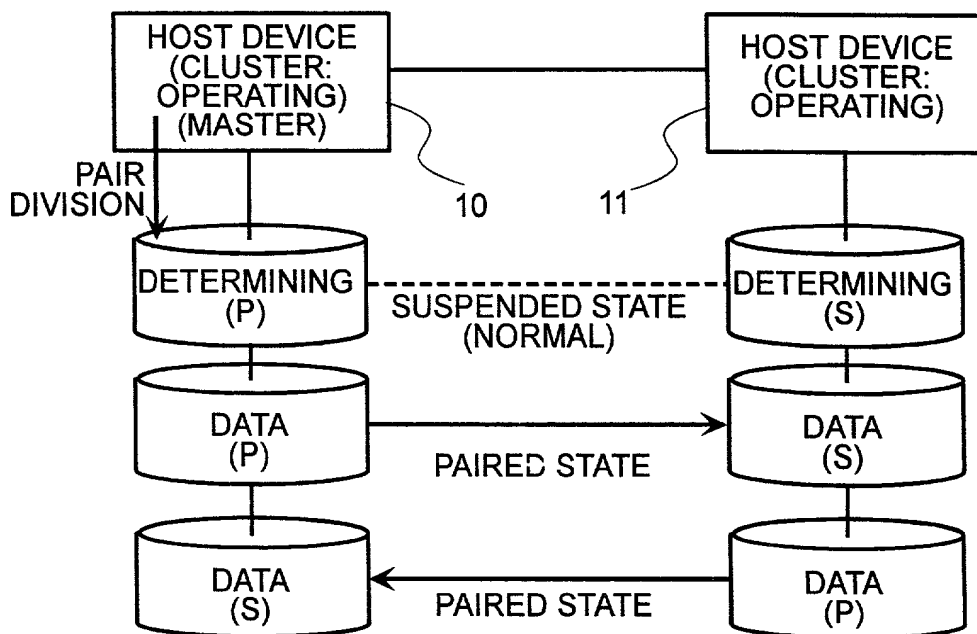 HOST DEVICE
(CLUSTER:
OPERATING)
(MASTER)
HOST DEVICE
(CLUSTER:
OPERATING)
PAIR
DIVISION
10
11
DETERMINING
(P)
SUSPENDED STATE
(NORMAL)
DETERMINING
(S)
DATA
(P)
PAIRED STATE
DATA
(S)
DATA
(S)
PAIRED STATE
DATA
(P)